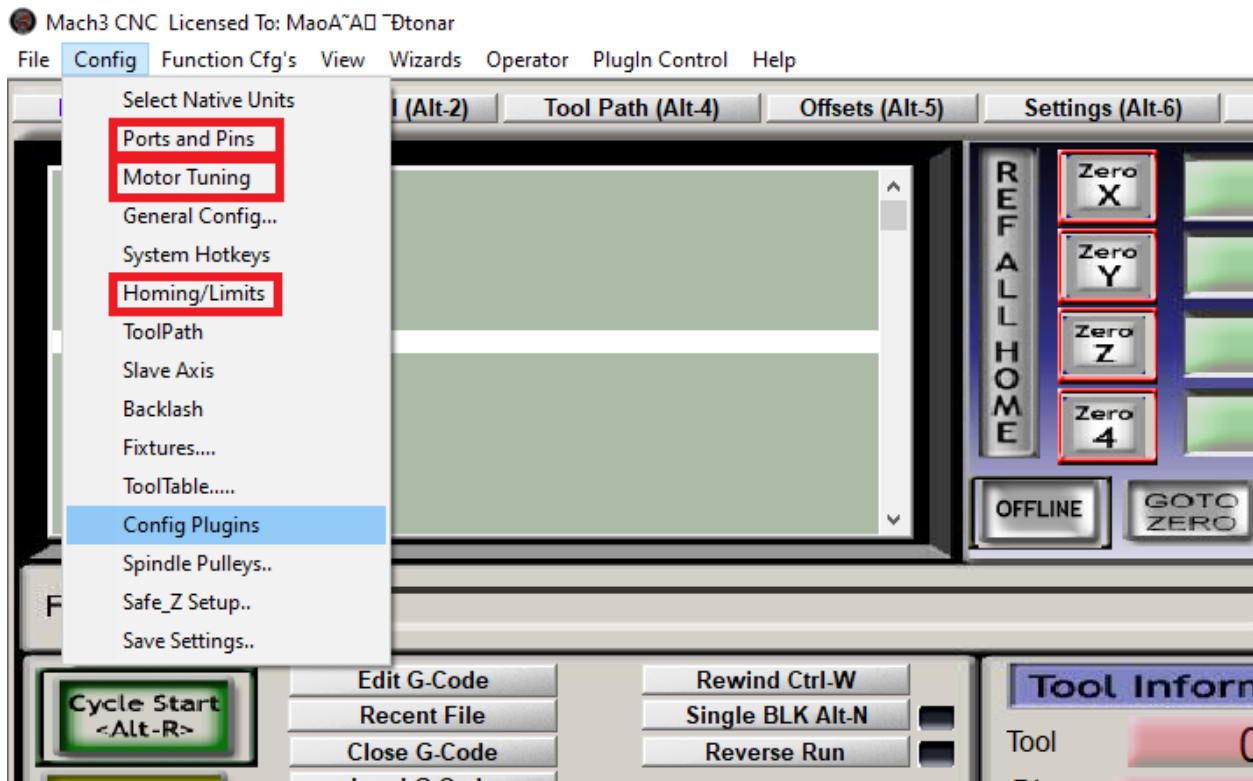 Mach3 CNC Licensed To: MaoA˜A□ ¯Ðtonar
File Config Function Cfg's View Wizards Operator PlugIn Control Help
(Alt-2) Tool Path (Alt-4) Offsets (Alt-5) Settings (Alt-6)
Select Native Units
Ports and Pins
Motor Tuning
General Config...
System Hotkeys
Homing/Limits
ToolPath
Slave Axis
Backlash
Fixtures....
ToolTable.....
Config Plugins
Spindle Pulleys..
Safe_Z Setup..
Save Settings..
REF ALL HOME
Zero
X
Zero
Y
Zero
Z
Zero
4
OFFLINE
GOTO
ZERO
Cycle Start
<Alt-R>
Edit G-Code
Recent File
Close G-Code
Rewind Ctrl-W
Single BLK Alt-N
Reverse Run
Tool Inforn
Tool